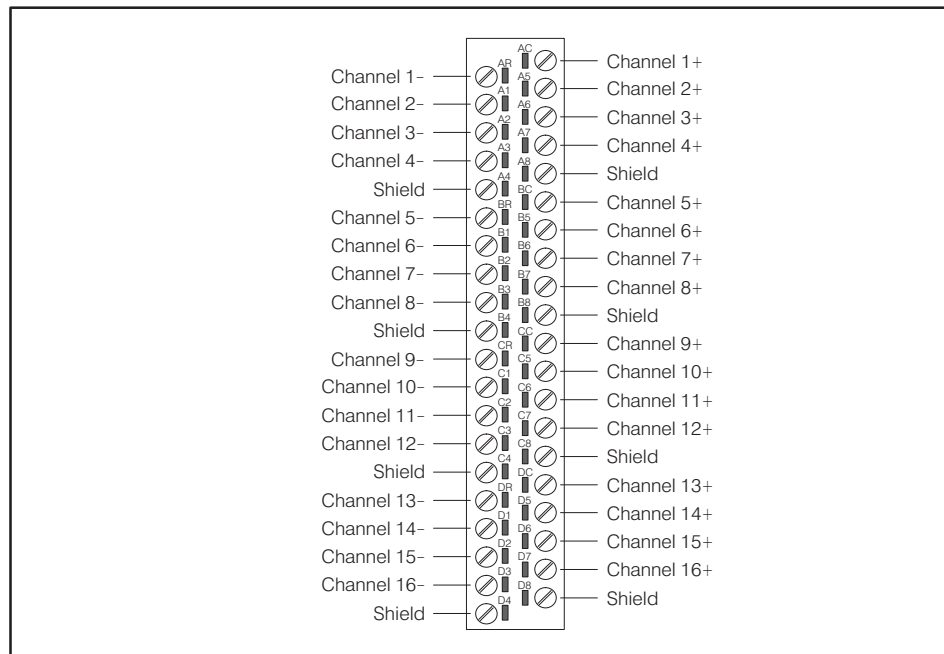 AC
Channel 1+
Channel 1-
AR
A5
Channel 2+
Channel 2-
A1
A6
Channel 3+
Channel 3-
A2
A7
Channel 4+
Channel 4-
A3
A8
Shield
Shield
A4
BC
Channel 5+
Channel 5-
BR
B5
Channel 6+
Channel 6-
B1
B6
Channel 7+
Channel 7-
B2
B7
Channel 8+
Channel 8-
B3
B8
Shield
Shield
B4
CC
Channel 9+
Channel 9-
CR
C5
Channel 10+
Channel 10-
C1
C6
Channel 11+
Channel 11-
C2
C7
Channel 12+
Channel 12-
C3
C8
Shield
Shield
C4
DC
Channel 13+
Channel 13-
DR
D5
Channel 14+
Channel 14-
D1
D6
Channel 15+
Channel 15-
D2
D7
Channel 16+
Channel 16-
D3
D8
Shield
Shield
D4